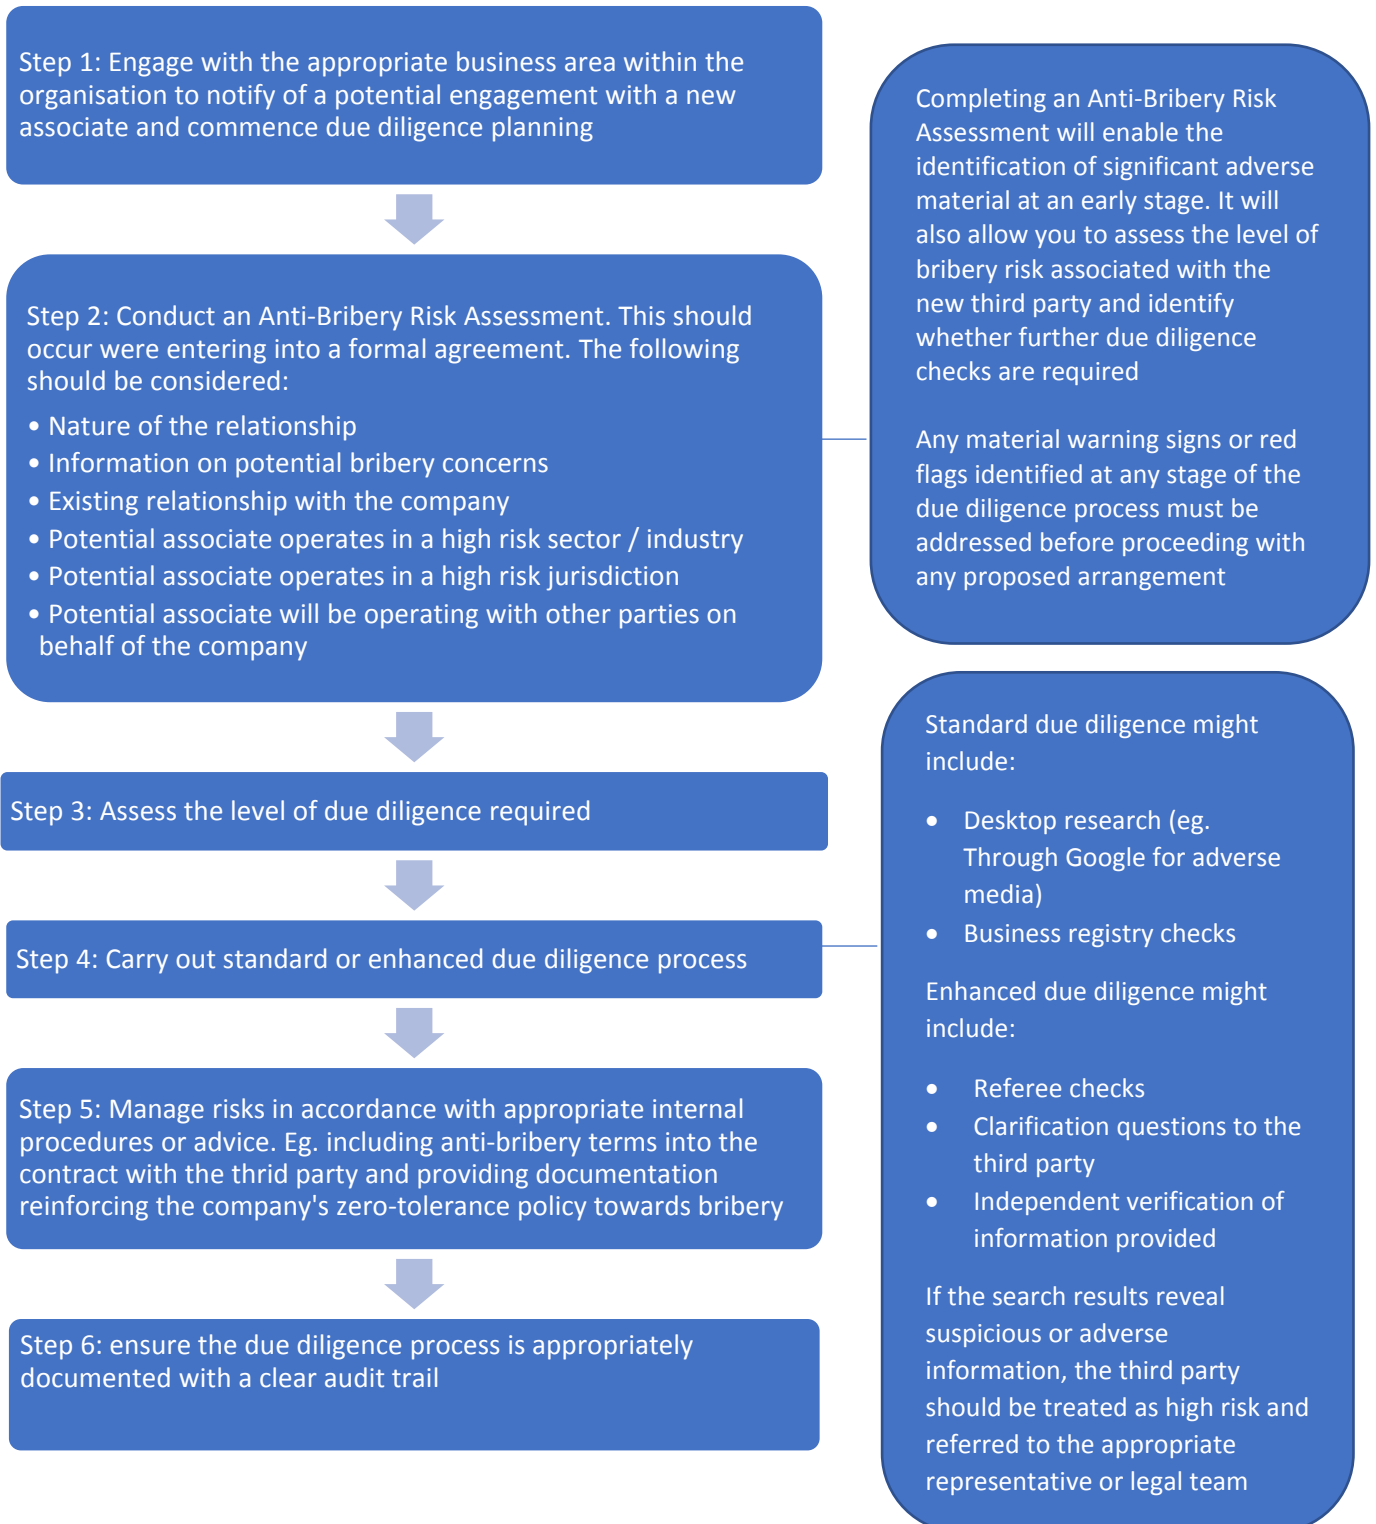 Step 1: Engage with the appropriate business area within the
organisation to notify of a potential engagement with a new
associate and commence due diligence planning
Step 2: Conduct an Anti-Bribery Risk Assessment. This should
occur were entering into a formal agreement. The following
should be considered:
• Nature of the relationship
• Information on potential bribery concerns
• Existing relationship with the company
• Potential associate operates in a high risk sector / industry
• Potential associate operates in a high risk jurisdiction
• Potential associate will be operating with other parties on
behalf of the company
Completing an Anti-Bribery Risk
Assessment will enable the
identification of significant adverse
material at an early stage. It will
also allow you to assess the level of
bribery risk associated with the
new third party and identify
whether further due diligence
checks are required
Any material warning signs or red
flags identified at any stage of the
due diligence process must be
addressed before proceeding with
any proposed arrangement
Step 3: Assess the level of due diligence required
Step 4: Carry out standard or enhanced due diligence process
Standard due diligence might
include:
• Desktop research (eg.
Through Google for adverse
media)
• Business registry checks
Enhanced due diligence might
include:
• Referee checks
• Clarification questions to the
third party
• Independent verification of
information provided
If the search results reveal
suspicious or adverse
information, the third party
should be treated as high risk and
referred to the appropriate
representative or legal team
Step 5: Manage risks in accordance with appropriate internal
procedures or advice. Eg. including anti-bribery terms into the
contract with the thrid party and providing documentation
reinforcing the company's zero-tolerance policy towards bribery
Step 6: ensure the due diligence process is appropriately
documented with a clear audit trail